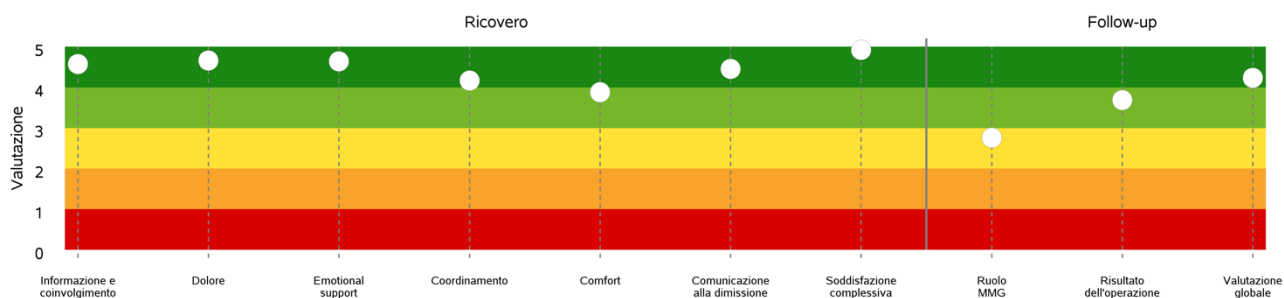 Ricovero
Follow-up
Valutazione
5
4
3
2
1
0
Informazione e
coinvolgimento
Dolore
Emotional
support
Coordinamento
Comfort
Comunicazione
alla dimissione
Soddisfazione
complessiva
Ruolo
MMG
Risultato
dell'operazione
Valutazione
globale